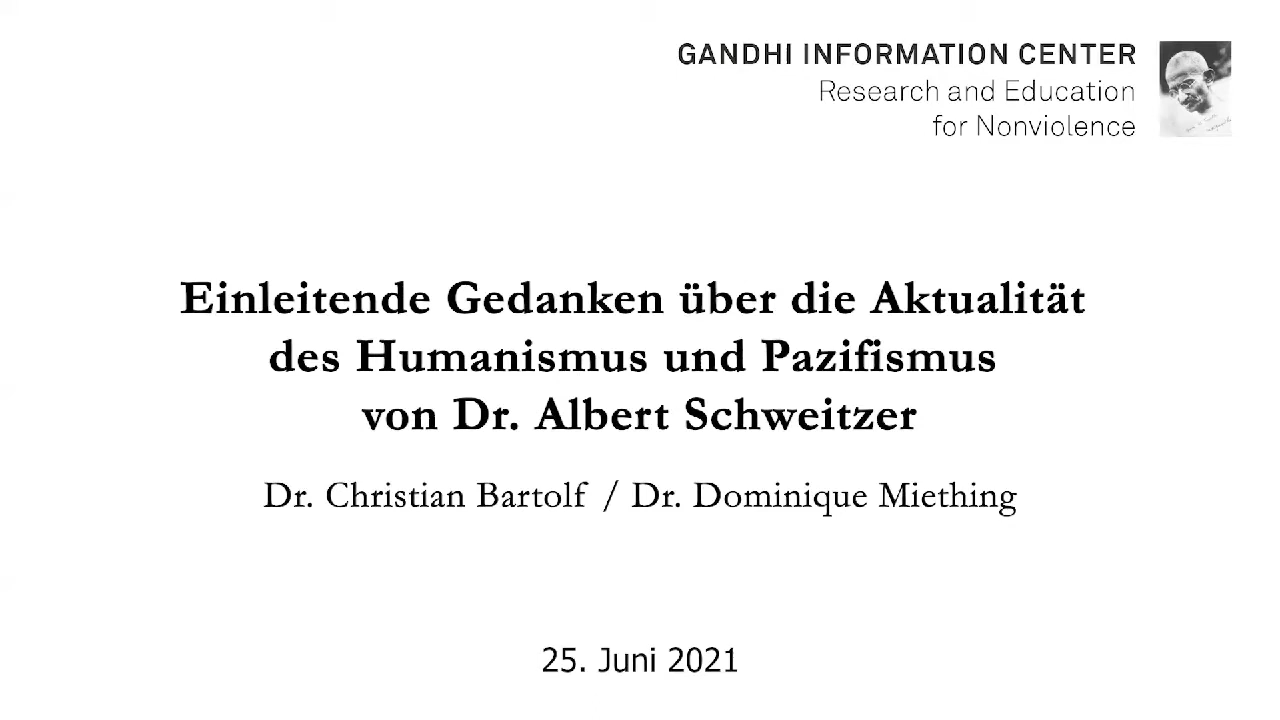 GANDHI INFORMATION CENTER
Research and Education
for Nonviolence
Einleitende Gedanken über die Aktualität
des Humanismus und Pazifismus
von Dr. Albert Schweitzer
Dr. Christian Bartolf / Dr. Dominique Miething
25. Juni 2021